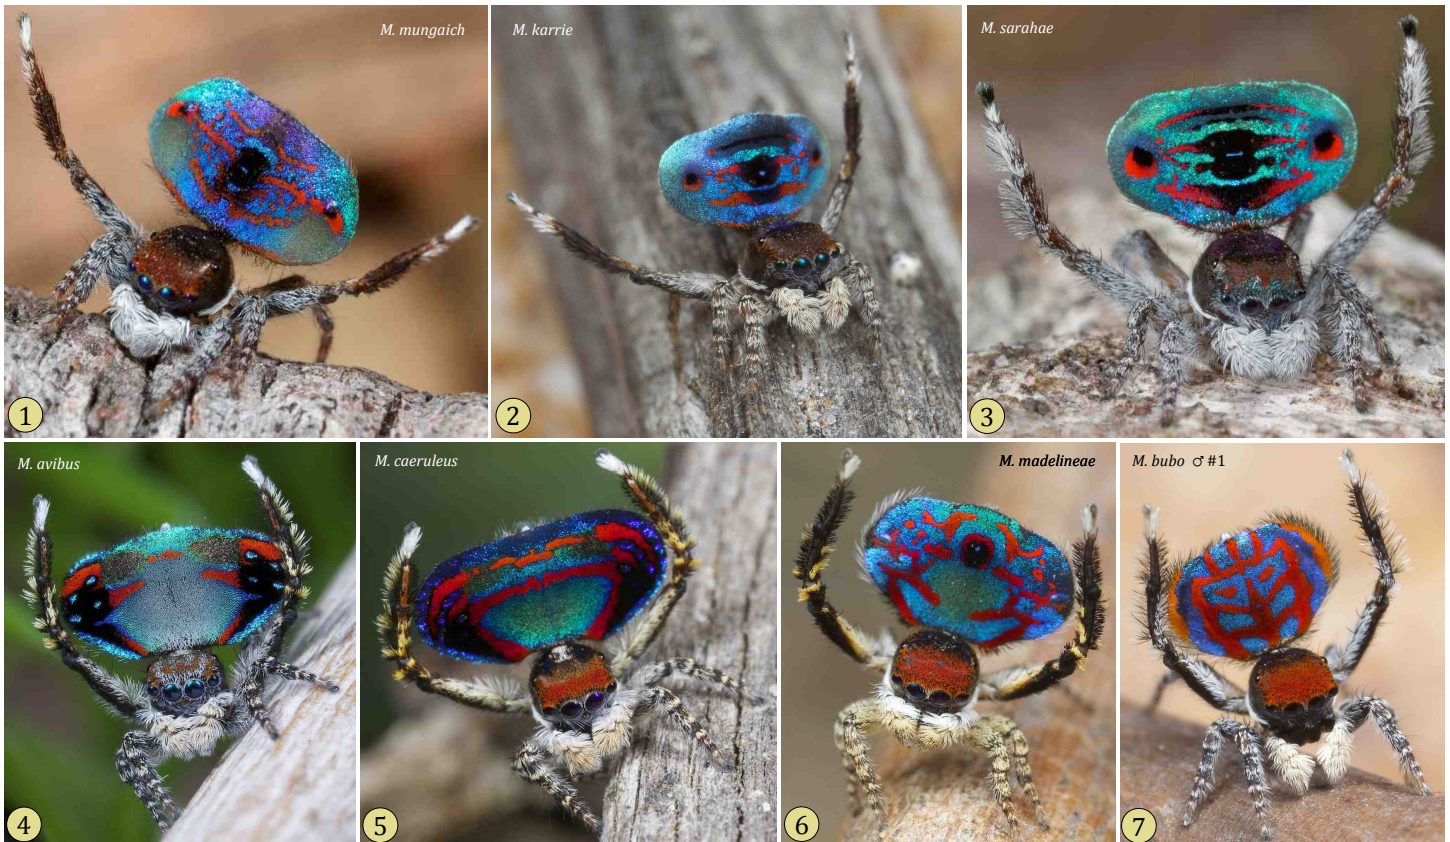 M. mungaich
M. karrie
M. sarahae
1
2
3
M. avibus
M. caeruleus
M. madelineae
M. bubo ♂ #1
4
5
6
7